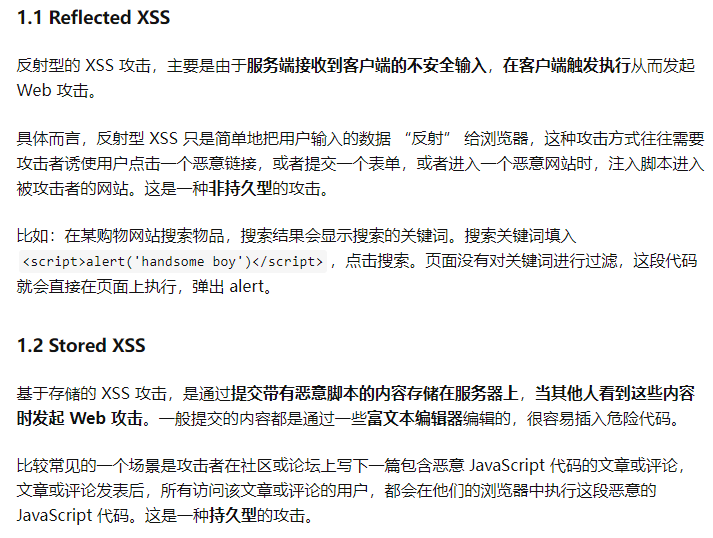 1.1 Reflected XSS
反射型的 XSS 攻击，主要是由于服务端接收到客户端的不安全输入，在客户端触发执行从而发起
Web 攻击。
具体而言，反射型 XSS 只是简单地把用户输入的数据 “反射” 给浏览器，这种攻击方式往往需要
攻击者诱使用户点击一个恶意链接，或者提交一个表单，或者进入一个恶意网站时，注入脚本进入
被攻击者的网站。这是一种非持久型的攻击。
比如：在某购物网站搜索物品，搜索结果会显示搜索的关键词。搜索关键词填入
<script>alert('handsome boy')</script> ，点击搜索。页面没有对关键词进行过滤，这段代码
就会直接在页面上执行，弹出 alert。
1.2 Stored XSS
基于存储的 XSS 攻击，是通过提交带有恶意脚本的内容存储在服务器上，当其他人看到这些内容
时发起 Web 攻击。一般提交的内容都是通过一些富文本编辑器编辑的，很容易插入危险代码。
比较常见的一个场景是攻击者在社区或论坛上写下一篇包含恶意 JavaScript 代码的文章或评论，
文章或评论发表后，所有访问该文章或评论的用户，都会在他们的浏览器中执行这段恶意的
JavaScript 代码。这是一种持久型的攻击。